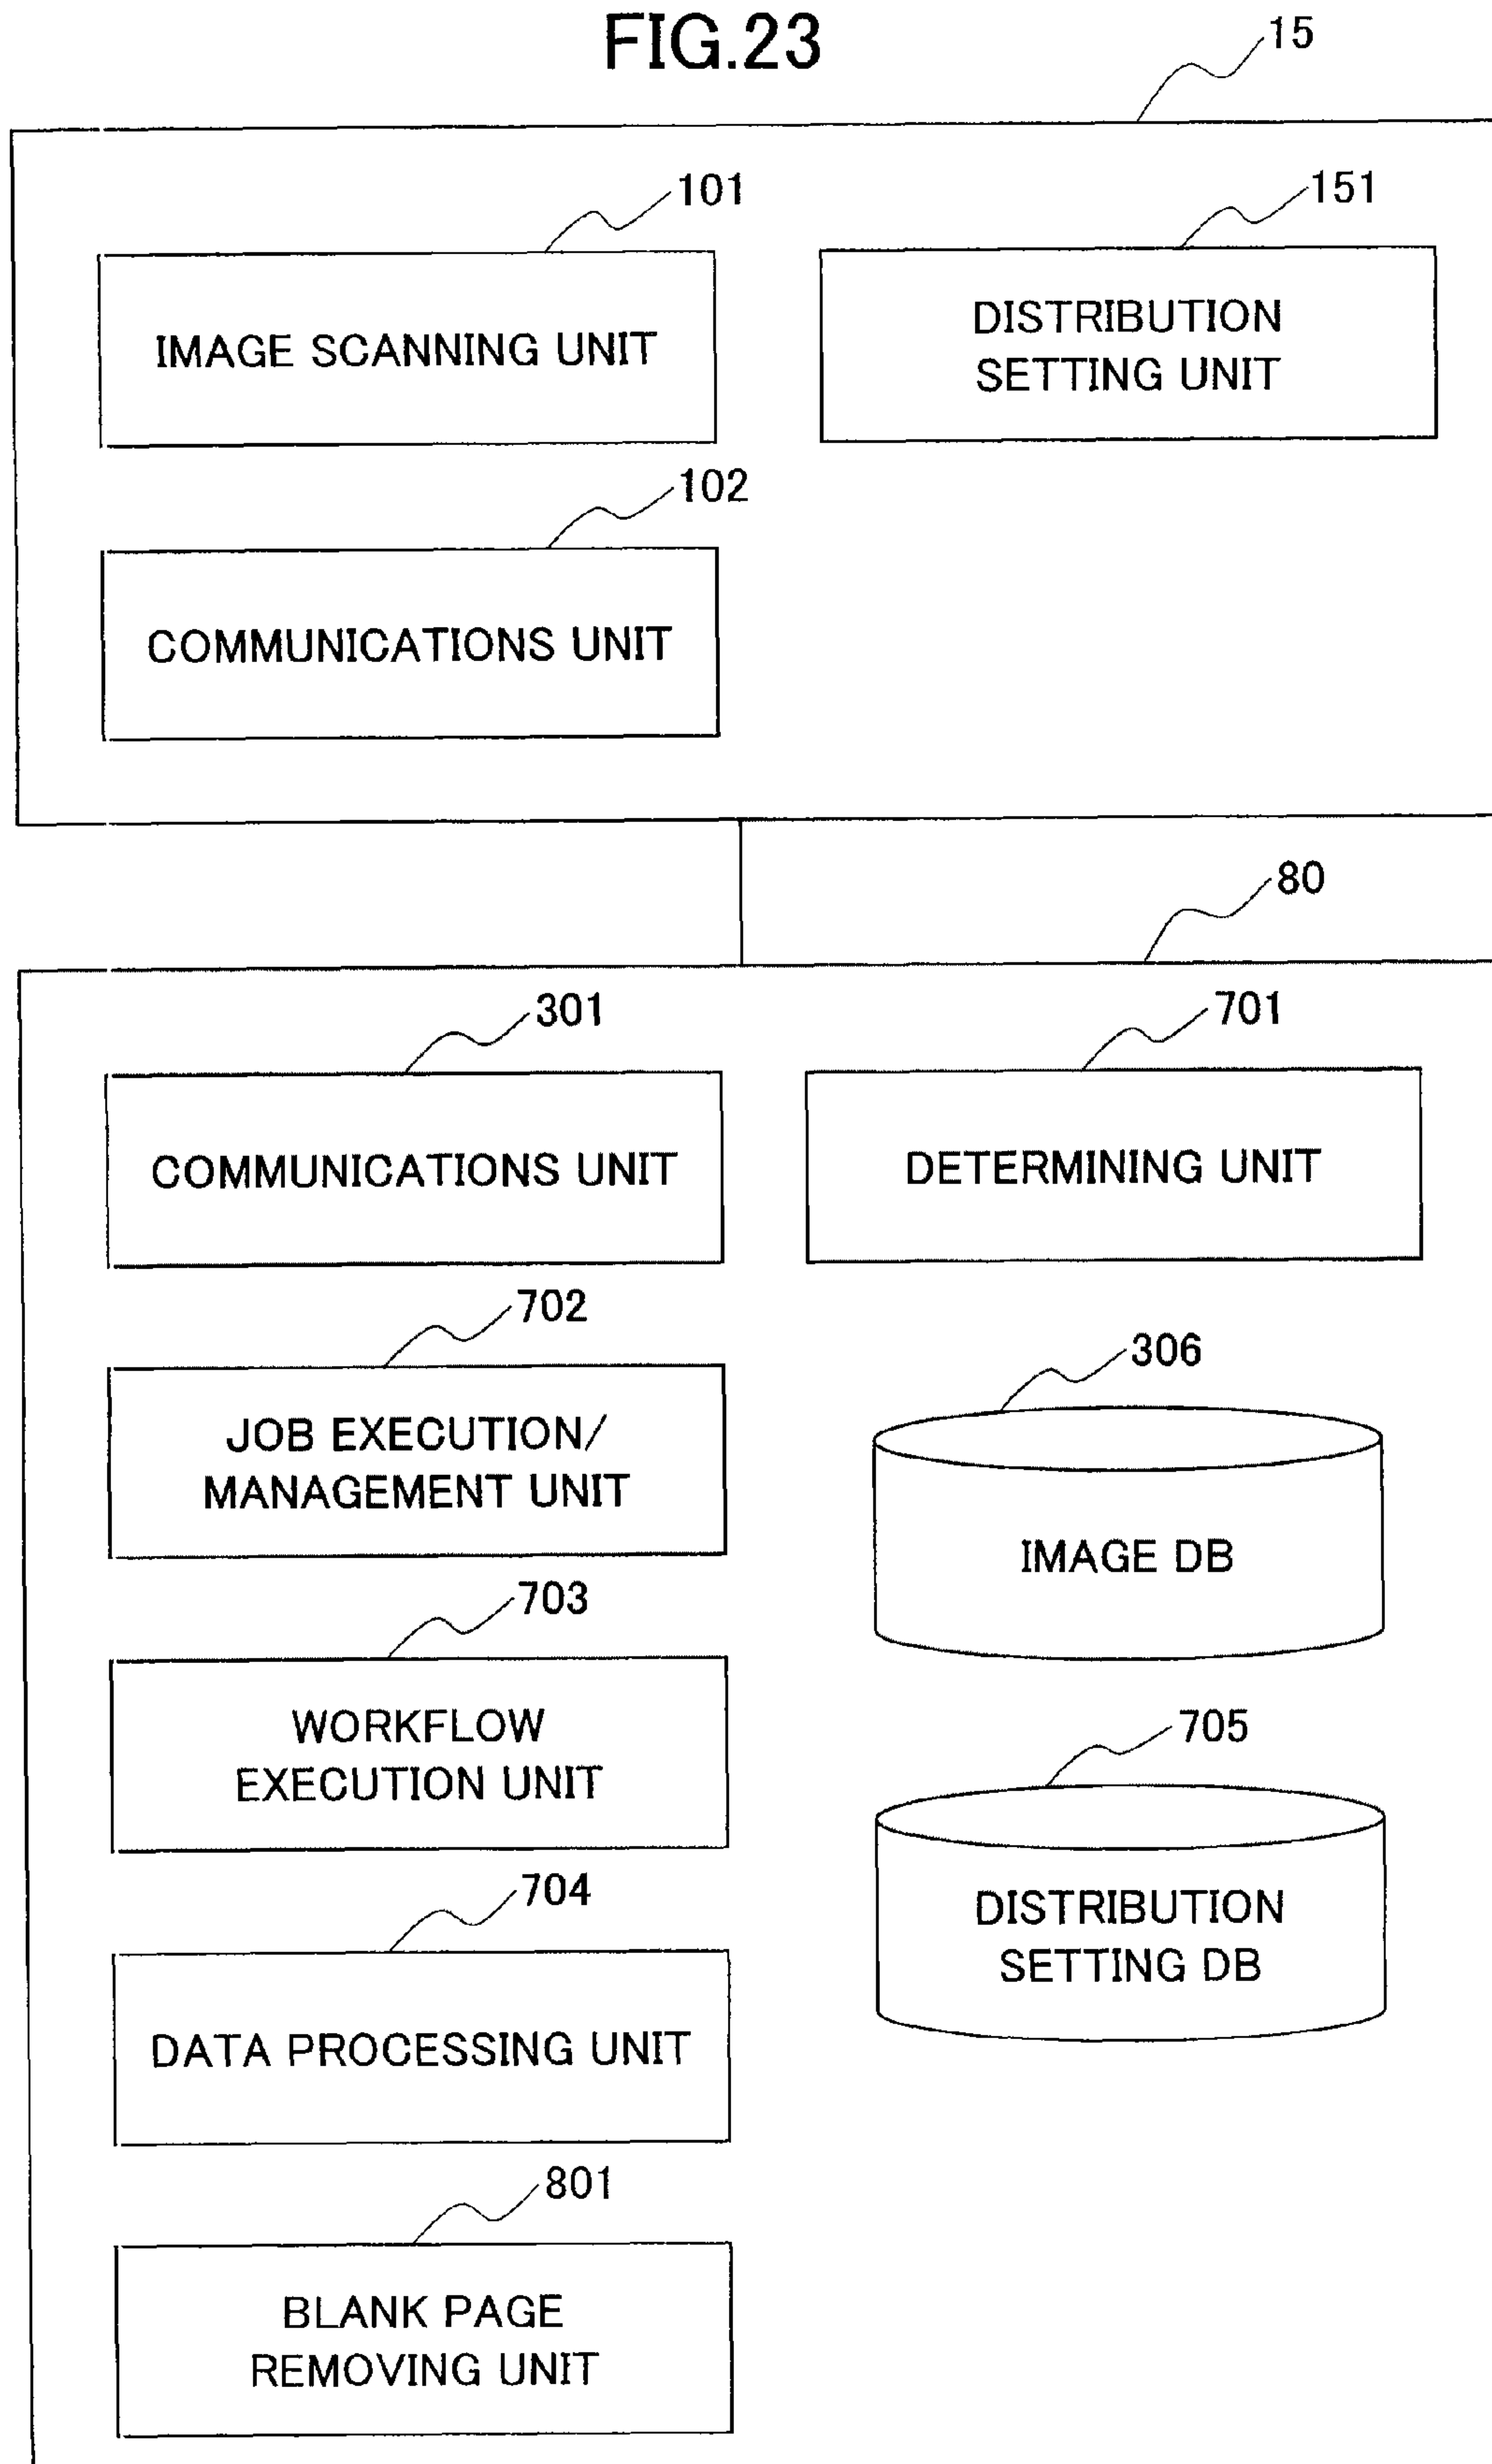 FIG.23
15
101
151
IMAGE SCANNING UNIT
DISTRIBUTION
SETTING UNIT
102
COMMUNICATIONS UNIT
80
301
701
COMMUNICATIONS UNIT
DETERMINING UNIT
702
306
JOB EXECUTION/
MANAGEMENT UNIT
IMAGE DB
703
705
WORKFLOW
EXECUTION UNIT
DISTRIBUTION
SETTING DB
704
DATA PROCESSING UNIT
801
BLANK PAGE
REMOVING UNIT